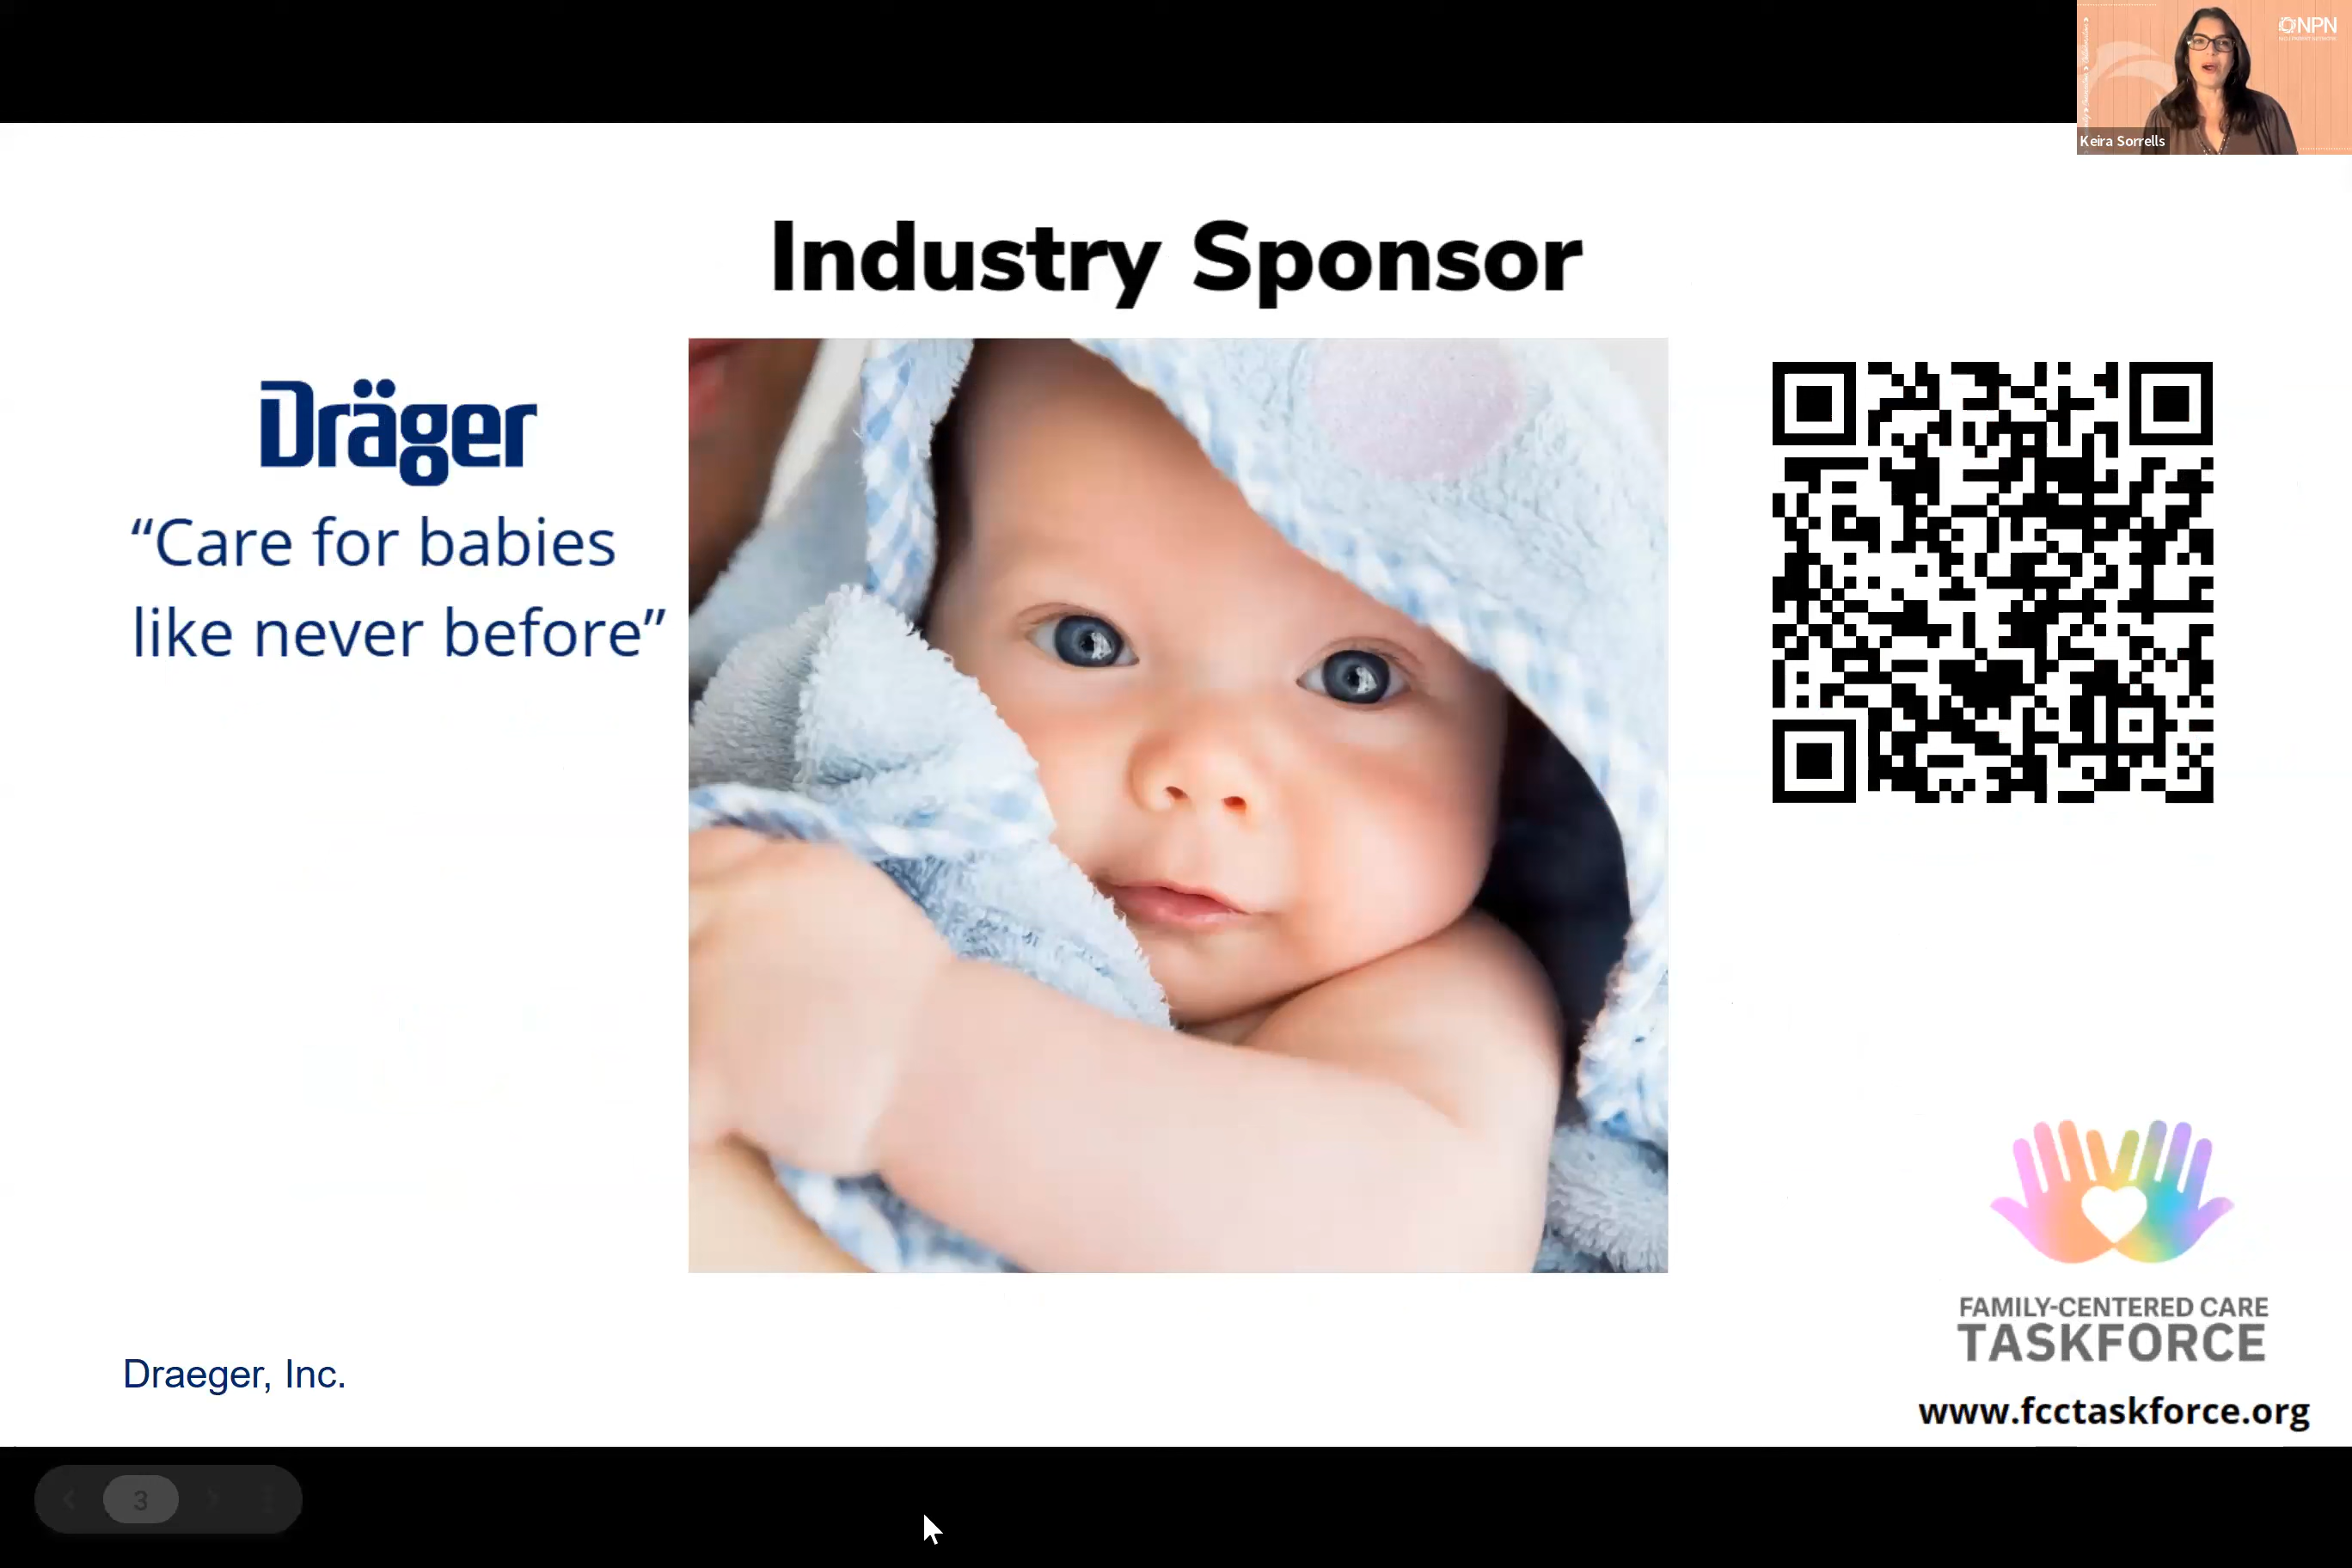 NPN
Keira Sorrells
Industry Sponsor
Dräger
“Care for babies
like never before”
FAMILY-CENTERED CARE
TASKFORCE
Draeger, Inc.
www.fcctaskforce.org
3